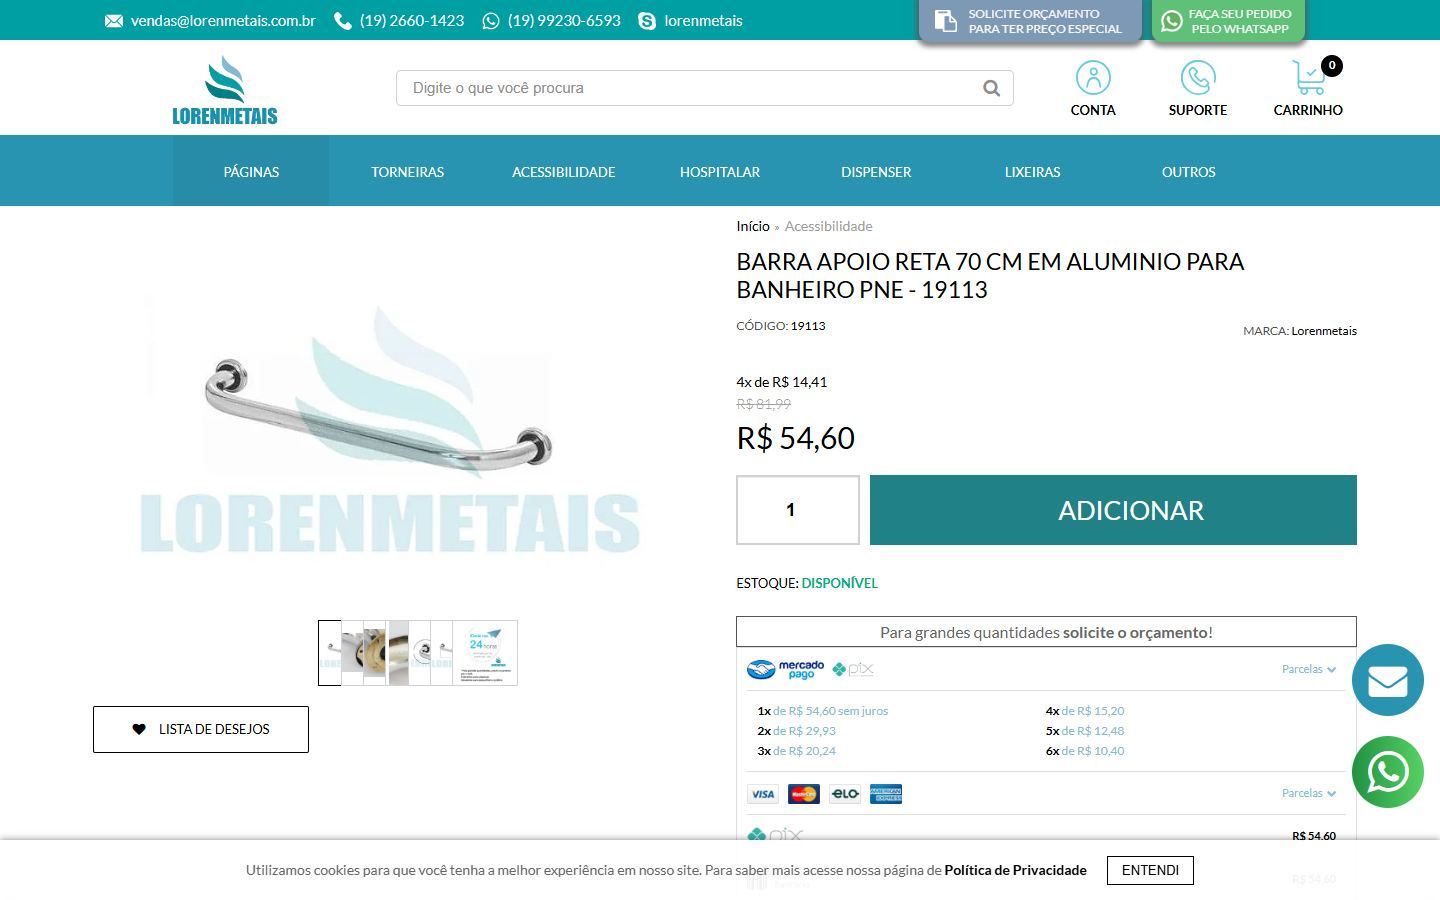 vendas@lorenmetais.com.br (19) 2660-1423 (19) 99230-6593 lorenmetais
SOLICITE ORÇAMENTO
PARA TER PREÇO ESPECIAL
FAÇA SEU PEDIDO
PELO WHATSAPP
LORENMETAIS
Digite o que você procura
0
CONTA SUPORTE CARRINHO
PÁGINAS TORNEIRAS ACESSIBILIDADE HOSPITALAR DISPENSER LIXEIRAS OUTROS
Início » Acessibilidade
BARRA APOIO RETA 70 CM EM ALUMINIO PARA
BANHEIRO PNE - 19113
CÓDIGO: 19113
MARCA: Lorenmetais
4x de R$ 14,41
R$ 81,99
R$ 54,60
1 ADICIONAR
ESTOQUE: DISPONÍVEL
LORENMETAIS
24 horas
LISTA DE DESEJOS
Para grandes quantidades solicite o orçamento!
mercado
pago
pix
Parcelas
1x de R$ 54,60 sem juros 4x de R$ 15,20
2x de R$ 29,93 5x de R$ 12,48
3x de R$ 20,24 6x de R$ 10,40
VISA MasterCard elo AMERICAN EXPRESS Parcelas
pix R$ 54,60
R$ 54,60
Utilizamos cookies para que você tenha a melhor experiência em nosso site. Para saber mais acesse nossa página de Política de Privacidade ENTENDI